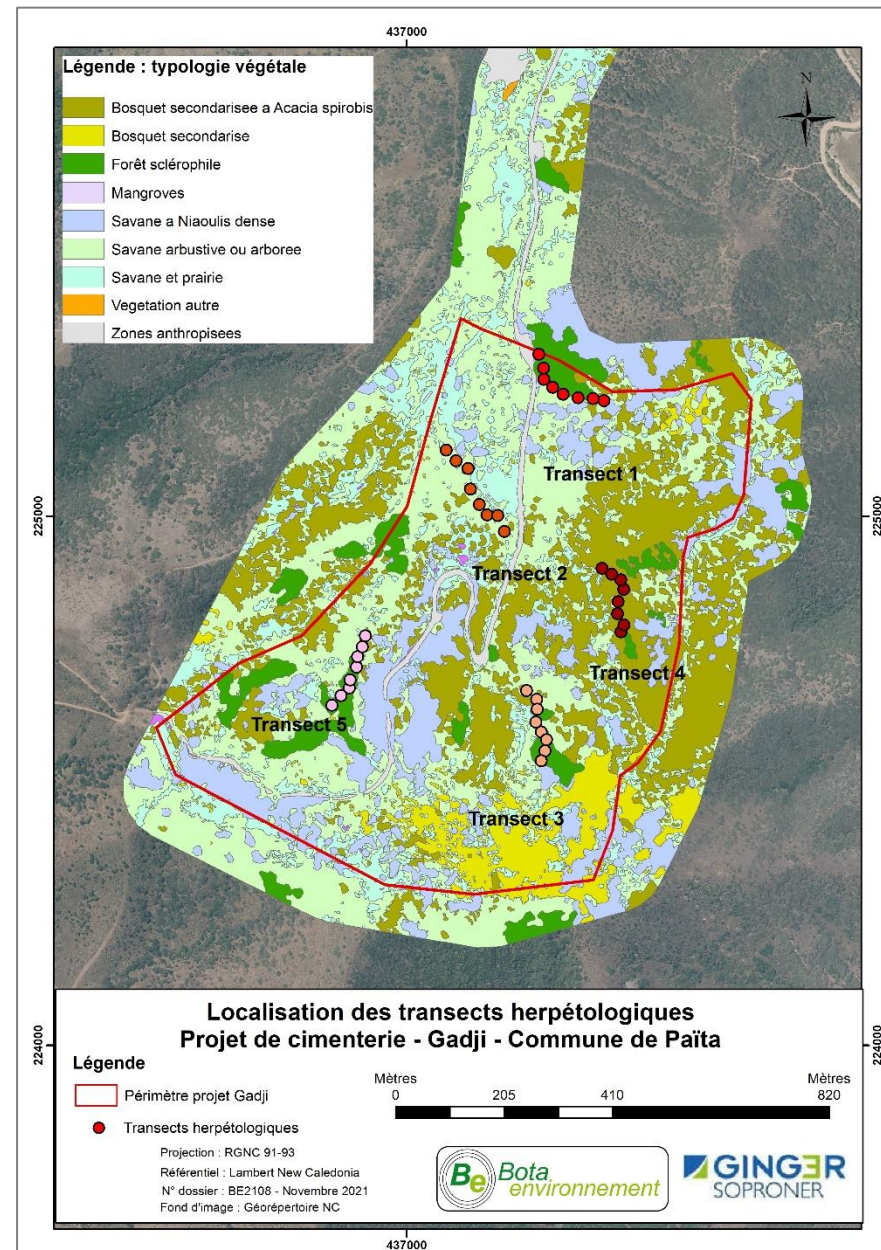 437000
Légende : typologie végétale
Bosquet secondarisee a Acacia spirobis
Bosquet secondarise
Forêt sclérophile
Mangroves
Savane a Niaoulis dense
Savane arbustive ou arboree
Savane et prairie
Vegetation autre
Zones anthropisees
N
225000
225000
Transect 1
Transect 2
Transect 4
Transect 5
Transect 3
Localisation des transects herpétologiques
Projet de cimenterie - Gadji - Commune de Païta
224000
224000
Légende
Périmètre projet Gadji
Transects herpétologiques
Mètres
Mètres
0 205 410 820
Projection : RGNC 91-93
Référentiel : Lambert New Caledonia
N° dossier : BE2108 - Novembre 2021
Fond d'image : Géorépertoire NC
Be Bota
environnement
GINGER
SOPRONER
437000